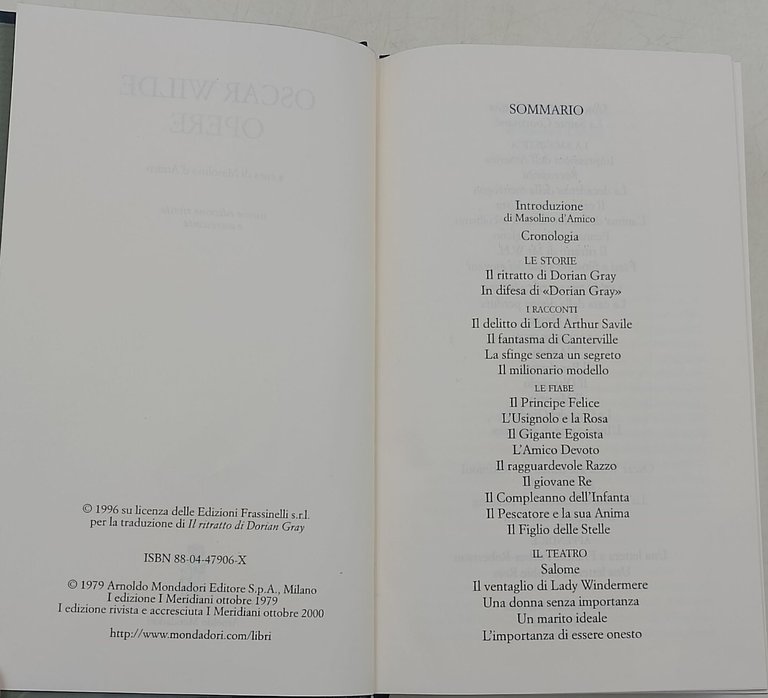 © 1996 su licenza delle Edizioni Frassinelli s.r.l.
per la traduzione di Il ritratto di Dorian Gray
ISBN 88-04-47906-X
© 1979 Arnoldo Mondadori Editore S.p.A., Milano
I edizione I Meridiani ottobre 1979
I edizione rivista e accresciuta I Meridiani ottobre 2000
http://www.mondadori.com/libri
SOMMARIO
Introduzione
di Masolino d'Amico
Cronologia
LE STORIE
Il ritratto di Dorian Gray
In difesa di «Dorian Gray»
I RACCONTI
Il delitto di Lord Arthur Savile
Il fantasma di Canterville
La sfinge senza un segreto
Il milionario modello
LE FIABE
Il Principe Felice
L'Usignolo e la Rosa
Il Gigante Egoista
L'Amico Devoto
Il ragguardevole Razzo
Il giovane Re
Il Compleanno dell'Infanta
Il Pescatore e la sua Anima
Il Figlio delle Stelle
IL TEATRO
Salome
Il ventaglio di Lady Windermere
Una donna senza importanza
Un marito ideale
L'importanza di essere onesto